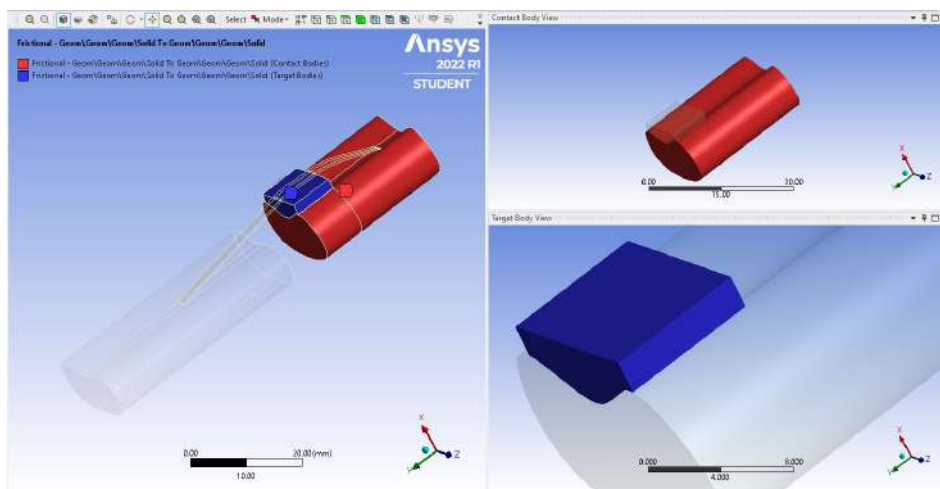 Select
Mode
Frictional - Geom\Geom\Geom\Solid To Geom\Geom\Geom\Solid
Frictional - Geom\Geom\Geom\Solid To Geom\Geom\Geom\Solid (Contact Bodies)
Frictional - Geom\Geom\Geom\Solid To Geom\Geom\Geom\Solid (Target Bodies)
Ansys
2022 R1
STUDENT
X
Y
Z
0.00
20.00 (mm)
10.00
Contact Body View
0.00
30.00
15.00
X
Y
Z
Target Body View
0.000
8.000
4.000
X
Y
Z